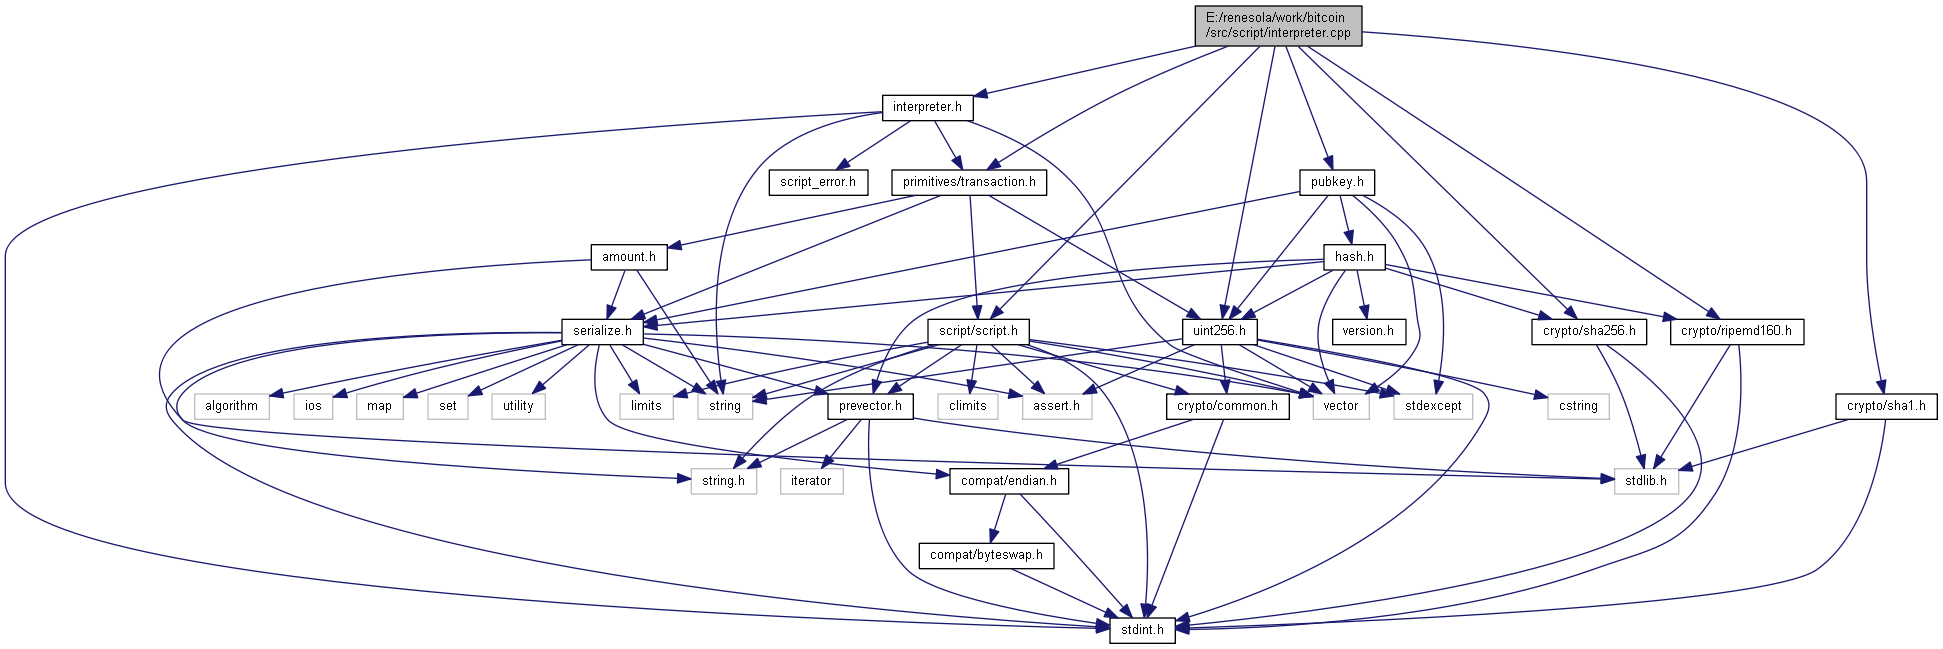 E:/renesola/work/bitcoin
/src/script/interpreter.cpp
interpreter.h
script_error.h
primitives/transaction.h
pubkey.h
amount.h
hash.h
serialize.h
script/script.h
uint256.h
version.h
crypto/sha256.h
crypto/ripemd160.h
algorithm
ios
map
set
utility
limits
string
prevector.h
climits
assert.h
crypto/common.h
vector
stdexcept
cstring
crypto/sha1.h
string.h
iterator
compat/endian.h
stdlib.h
compat/byteswap.h
stdint.h